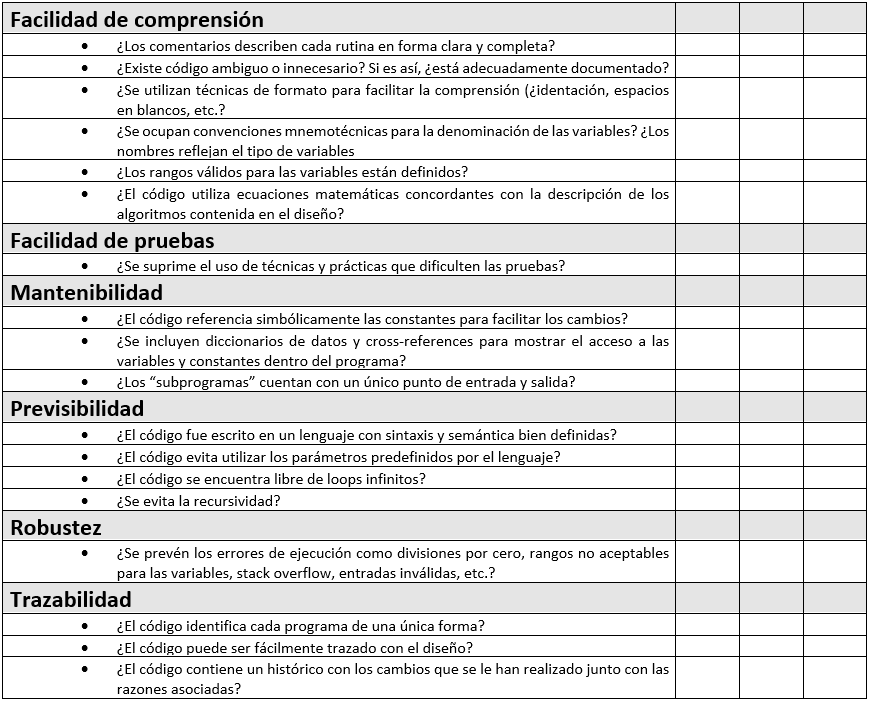 Facilidad de comprensión
• ¿Los comentarios describen cada rutina en forma clara y completa?
• ¿Existe código ambiguo o innecesario? Si es así, ¿está adecuadamente documentado?
• ¿Se utilizan técnicas de formato para facilitar la comprensión (¿identación, espacios
en blancos, etc.?
• ¿Se ocupan convenciones mnemotécnicas para la denominación de las variables? ¿Los
nombres reflejan el tipo de variables
• ¿Los rangos válidos para las variables están definidos?
• ¿El código utiliza ecuaciones matemáticas concordantes con la descripción de los
algoritmos contenida en el diseño?
Facilidad de pruebas
• ¿Se suprime el uso de técnicas y prácticas que dificulten las pruebas?
Mantenibilidad
• ¿El código referencia simbólicamente las constantes para facilitar los cambios?
• ¿Se incluyen diccionarios de datos y cross-references para mostrar el acceso a las
variables y constantes dentro del programa?
• ¿Los “subprogramas” cuentan con un único punto de entrada y salida?
Previsibilidad
• ¿El código fue escrito en un lenguaje con sintaxis y semántica bien definidas?
• ¿El código evita utilizar los parámetros predefinidos por el lenguaje?
• ¿El código se encuentra libre de loops infinitos?
• ¿Se evita la recursividad?
Robustez
• ¿Se prevén los errores de ejecución como divisiones por cero, rangos no aceptables
para las variables, stack overflow, entradas inválidas, etc.?
Trazabilidad
• ¿El código identifica cada programa de una única forma?
• ¿El código puede ser fácilmente trazado con el diseño?
• ¿El código contiene un histórico con los cambios que se le han realizado junto con las
razones asociadas?